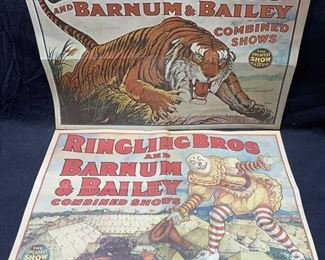 AND BARNUM & BAILEY
COMBINED SHOWS
THE GREATEST
SHOW
ON EARTH
RINGLING BROS
AND
BARNUM
& BAILEY
COMBINED SHOWS
THE GREATEST
SHOW